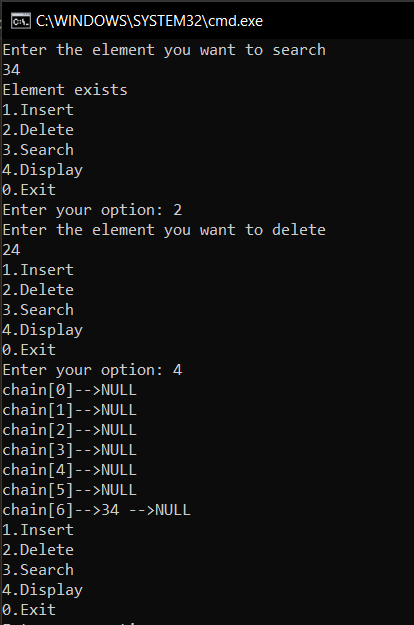 C:\WINDOWS\SYSTEM32\cmd.exe
Enter the element you want to search
34
Element exists
1.Insert
2.Delete
3.Search
4.Display
0.Exit
Enter your option: 2
Enter the element you want to delete
24
1.Insert
2.Delete
3.Search
4.Display
0.Exit
Enter your option: 4
chain[0]-->NULL
chain[1]-->NULL
chain[2]-->NULL
chain[3]-->NULL
chain[4]-->NULL
chain[5]-->NULL
chain[6]-->34 -->NULL
1.Insert
2.Delete
3.Search
4.Display
0.Exit